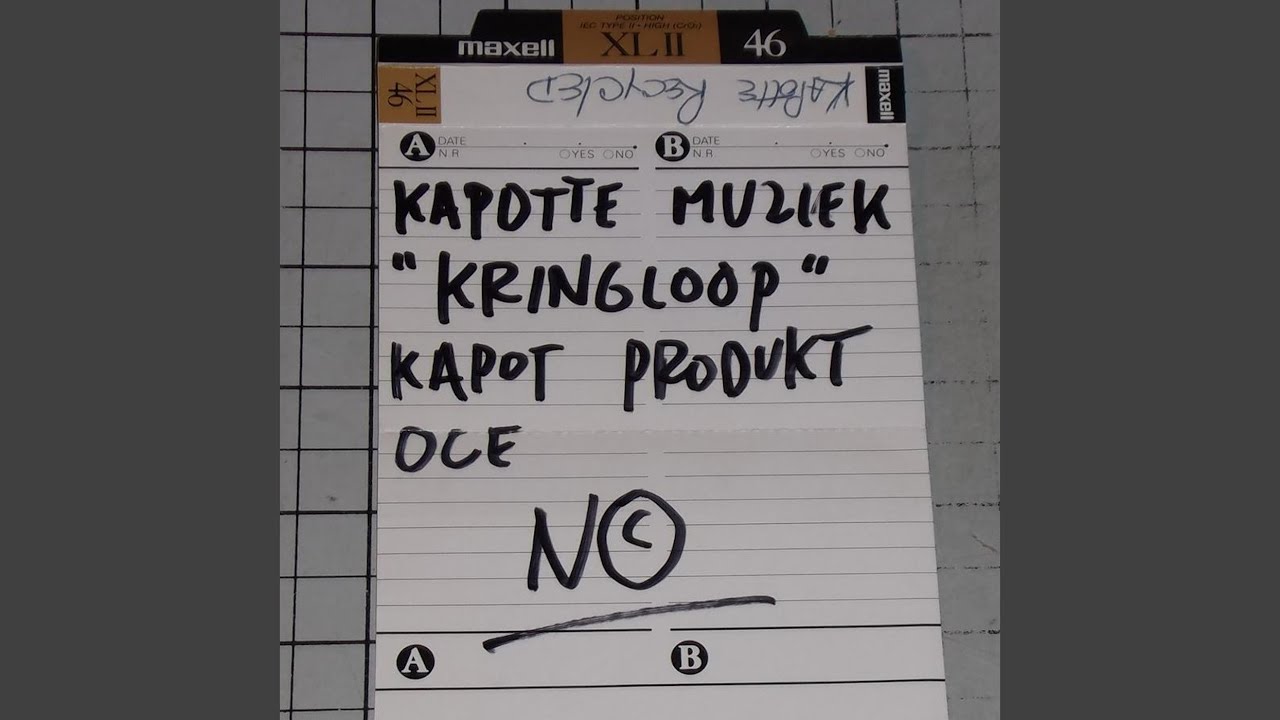 POSITION
IEC TYPE II • HIGH (CrO₂)
maxell XL II 46
XL II 46 KAPOTTE RECYCLED maxell
A DATE B DATE
N.R. ○YES ○NO N.R. ○YES ○NO
KAPOTTE MUZIEK
"KRINGLOOP"
KAPOT PRODUKT
OCE
N©
A B